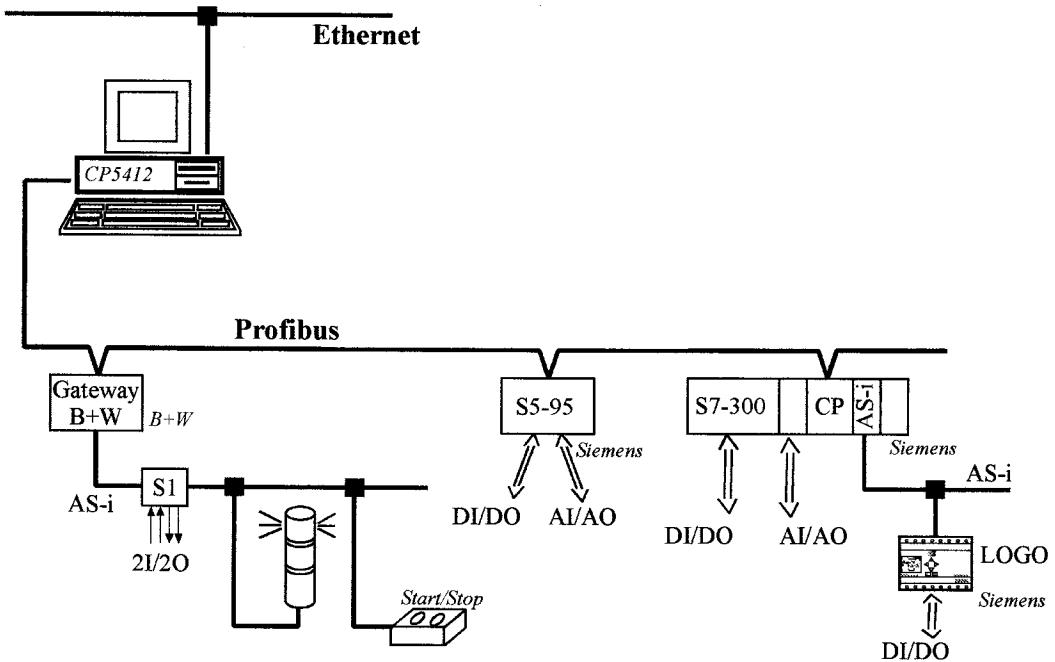 Ethernet
CP5412
Profibus
Gateway
B+W
B+W
S5-95
Siemens
S7-300
CP
AS-i
Siemens
AS-i
S1
2I/2O
DI/DO
AI/AO
DI/DO
AI/AO
AS-i
Start/Stop
LOGO
Siemens
DI/DO